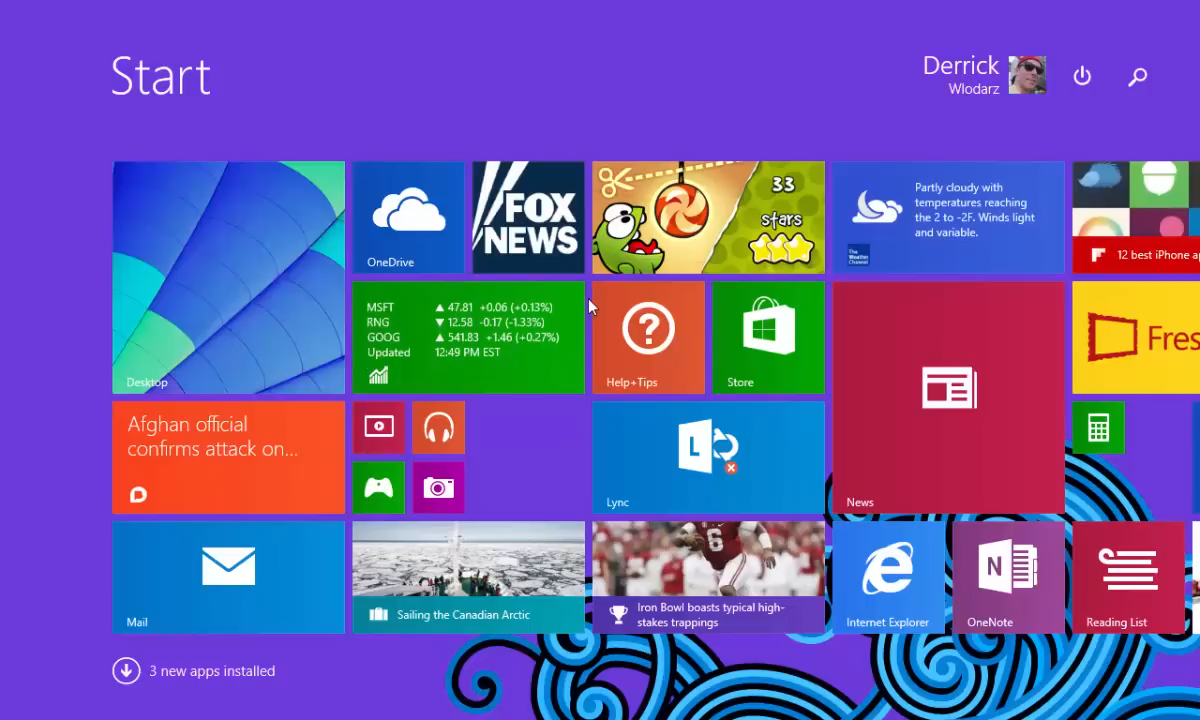 Start
Derrick
Wlodarz
Desktop
OneDrive
FOX
NEWS
33
stars
Partly cloudy with
temperatures reaching
the 2 to -2F. Winds light
and variable.
The
Weather
Channel
12 best iPhone a
MSFT ▲ 47.81 +0.06 (+0.13%)
RNG ▼ 12.58 -0.17 (-1.33%)
GOOG ▲ 541.83 +1.46 (+0.27%)
Updated 12:49 PM EST
Help+Tips
Store
News
Fres
Afghan official
confirms attack on...
L
Lync
Mail
Sailing the Canadian Arctic
6
Iron Bowl boasts typical high-
stakes trappings
Internet Explorer
N
OneNote
Reading List
3 new apps installed